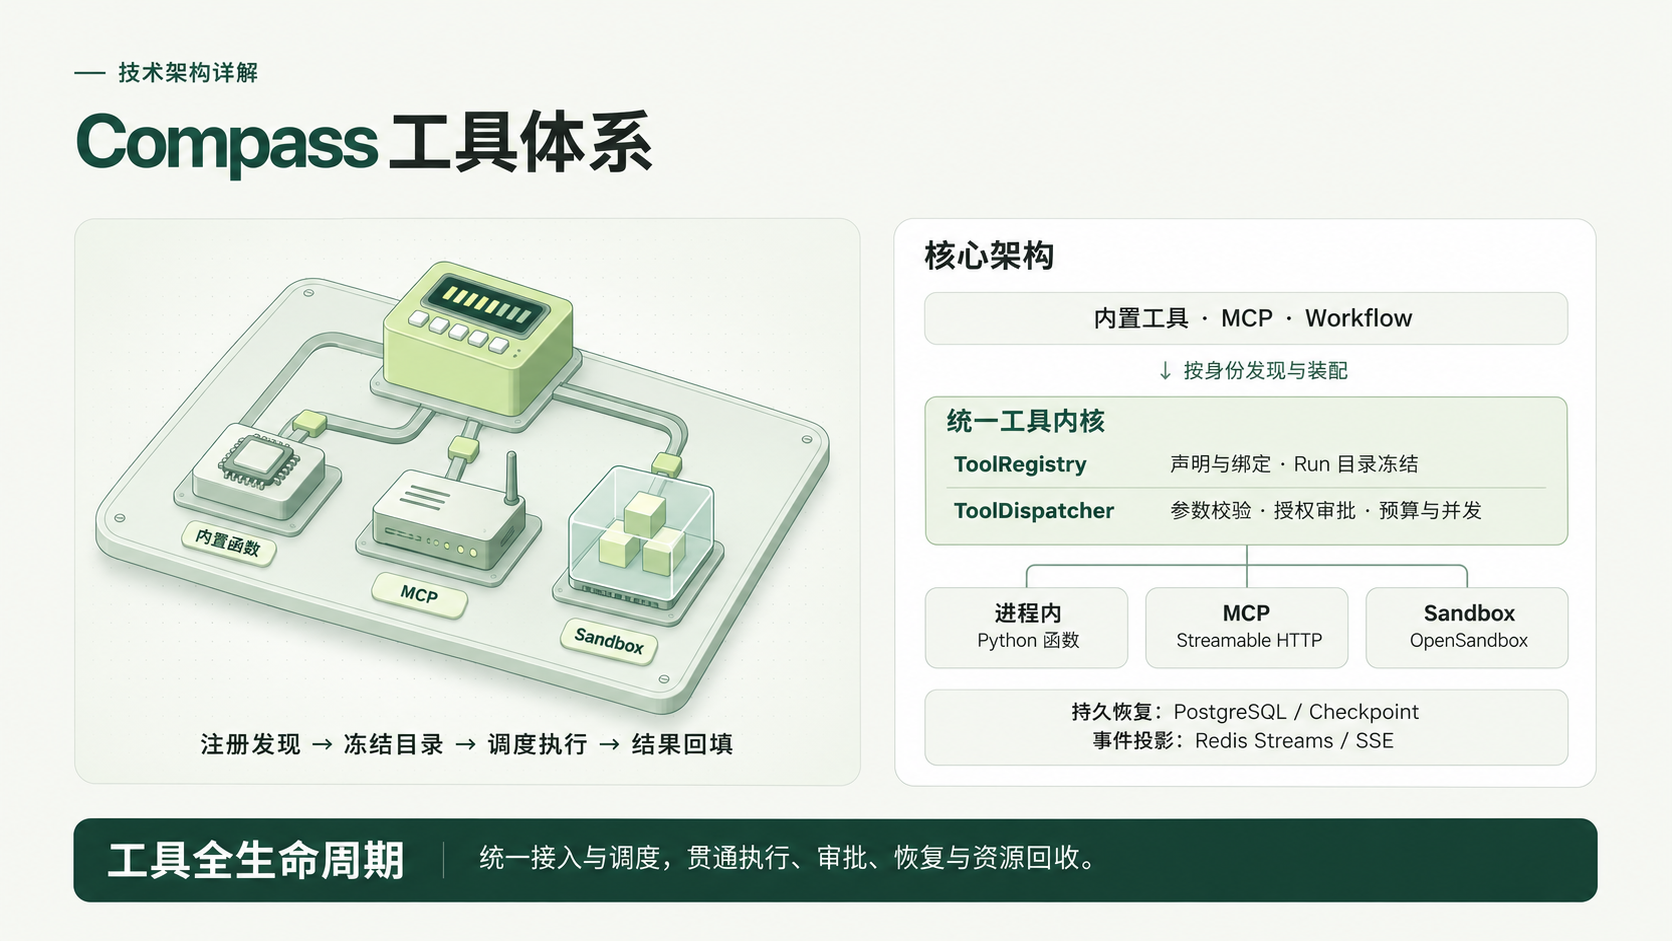 技术架构详解
Compass 工具体系
内置函数
MCP
Sandbox
注册发现 → 冻结目录 → 调度执行 → 结果回填
核心架构
内置工具 · MCP · Workflow
↓ 按身份发现与装配
统一工具内核
ToolRegistry 声明与绑定 · Run 目录冻结
ToolDispatcher 参数校验 · 授权审批 · 预算与并发
进程内
Python 函数
MCP
Streamable HTTP
Sandbox
OpenSandbox
持久恢复：PostgreSQL / Checkpoint
事件投影：Redis Streams / SSE
工具全生命周期
统一接入与调度，贯通执行、审批、恢复与资源回收。